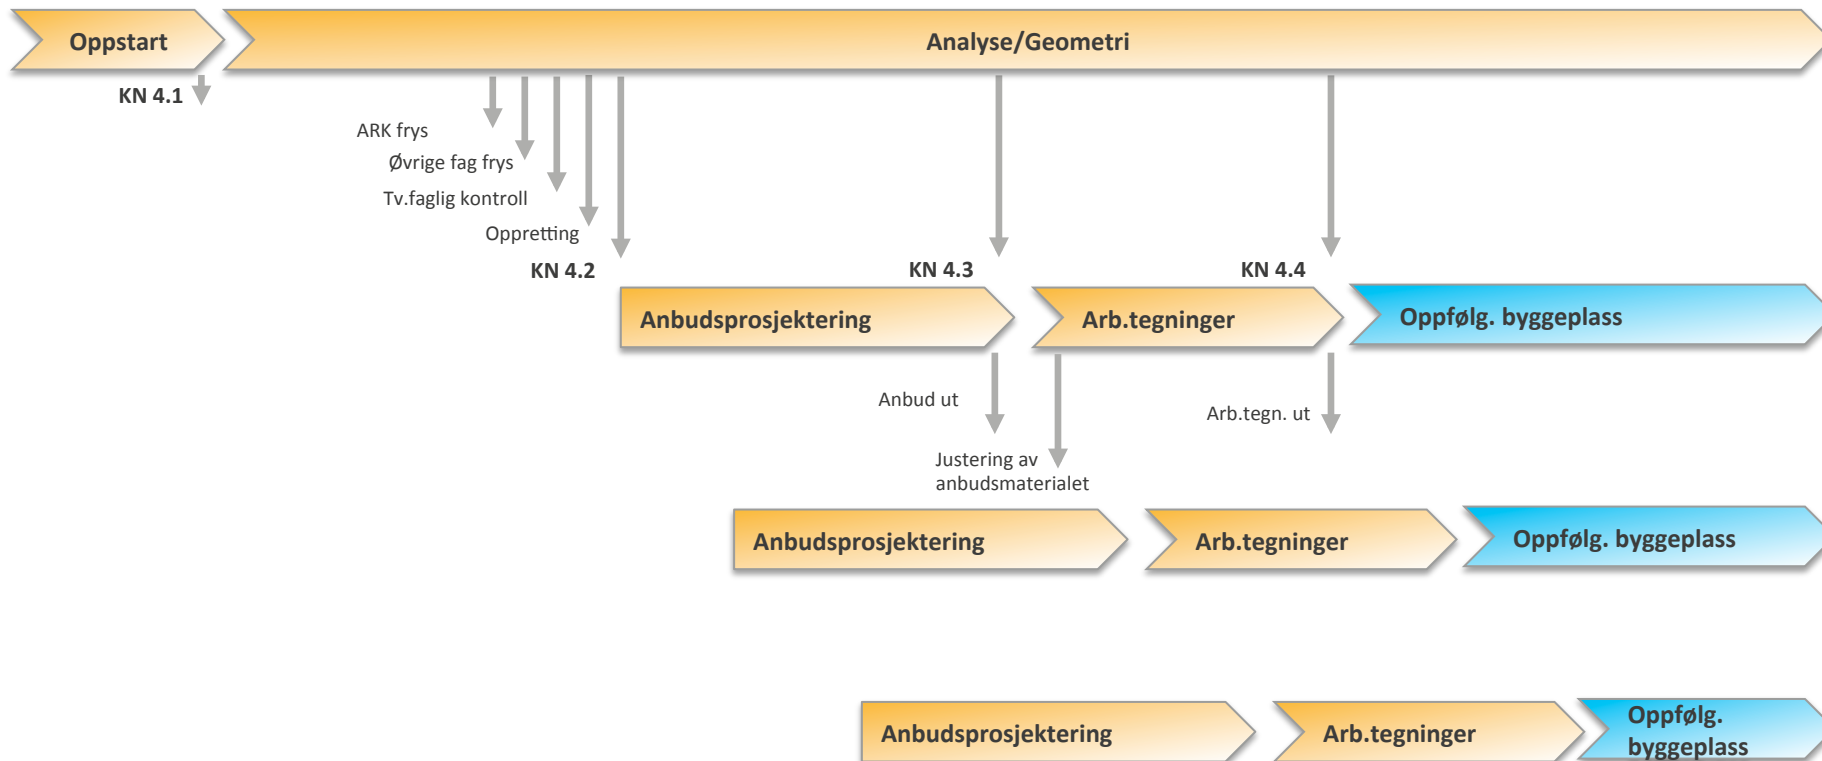 Oppstart
Analyse/Geometri
KN 4.1
ARK frys
Øvrige fag frys
Tv.faglig kontroll
Oppretting
KN 4.2
KN 4.3
KN 4.4
Anbudsprosjektering
Arb.tegninger
Oppfølg. byggeplass
Anbud ut
Arb.tegn. ut
Justering av
anbudsmaterialet
Anbudsprosjektering
Arb.tegninger
Oppfølg. byggeplass
Anbudsprosjektering
Arb.tegninger
Oppfølg.
byggeplass